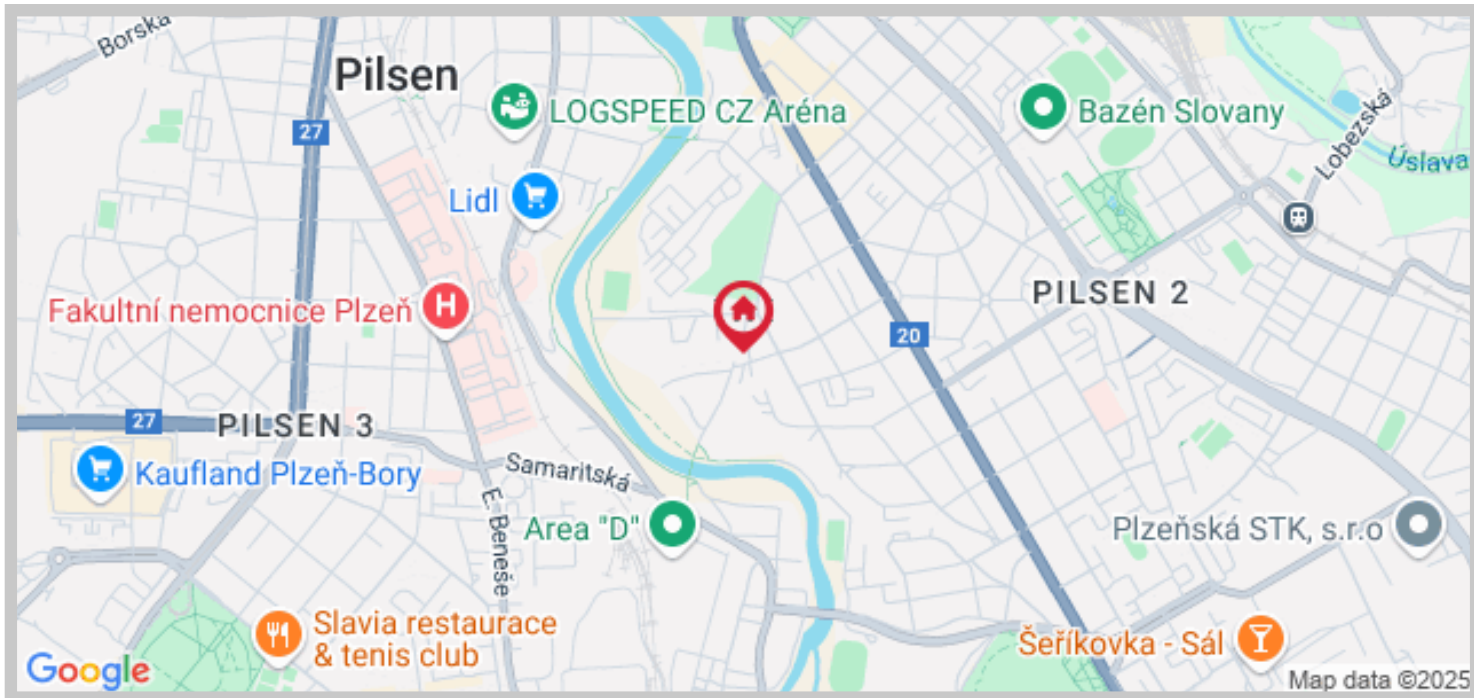 Borská
Pilsen
27
LOGSPEED CZ Aréna
Bazén Slovany
Lobezská
Úslava
Lidl
Fakultní nemocnice Plzeň
H
PILSEN 2
20
27
PILSEN 3
Kaufland Plzeň-Bory
Samaritská
E. Beneše
Area "D"
Plzeňská STK, s.r.o
Slavia restaurace
& tenis club
Šeříkovka - Sál
Google
Map data ©2025